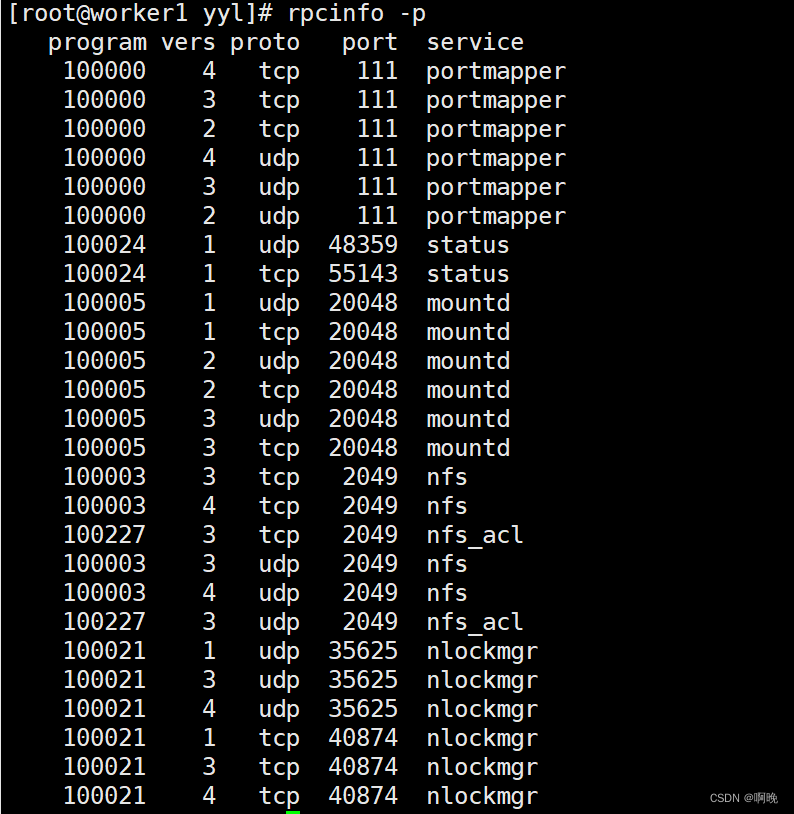 [root@worker1 yyl]# rpcinfo -p
   program vers proto   port  service
    100000    4   tcp    111  portmapper
    100000    3   tcp    111  portmapper
    100000    2   tcp    111  portmapper
    100000    4   udp    111  portmapper
    100000    3   udp    111  portmapper
    100000    2   udp    111  portmapper
    100024    1   udp  48359  status
    100024    1   tcp  55143  status
    100005    1   udp  20048  mountd
    100005    1   tcp  20048  mountd
    100005    2   udp  20048  mountd
    100005    2   tcp  20048  mountd
    100005    3   udp  20048  mountd
    100005    3   tcp  20048  mountd
    100003    3   tcp   2049  nfs
    100003    4   tcp   2049  nfs
    100227    3   tcp   2049  nfs_acl
    100003    3   udp   2049  nfs
    100003    4   udp   2049  nfs
    100227    3   udp   2049  nfs_acl
    100021    1   udp  35625  nlockmgr
    100021    3   udp  35625  nlockmgr
    100021    4   udp  35625  nlockmgr
    100021    1   tcp  40874  nlockmgr
    100021    3   tcp  40874  nlockmgr
    100021    4   tcp  40874  nlockmgr
CSDN @啊晚